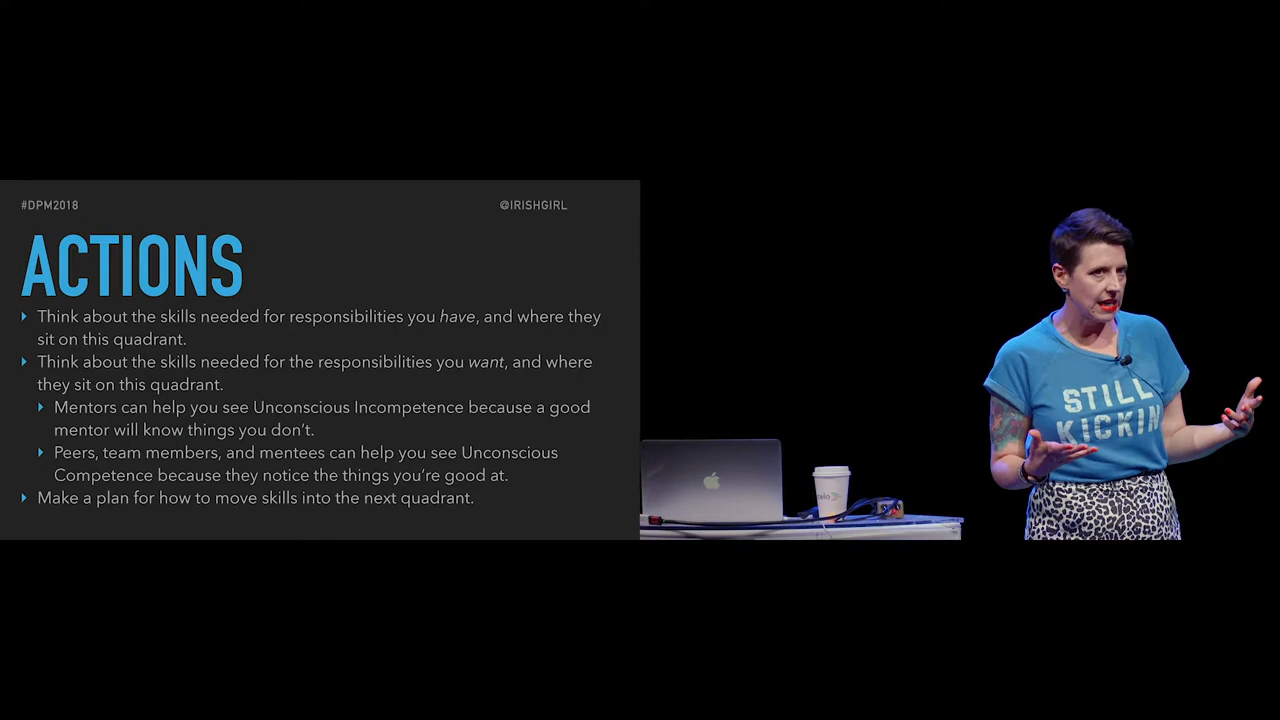 #DPM2018
@IRISHGIRL
ACTIONS
Think about the skills needed for responsibilities you have, and where they
sit on this quadrant.
Think about the skills needed for the responsibilities you want, and where
they sit on this quadrant.
Mentors can help you see Unconscious Incompetence because a good
mentor will know things you don’t.
Peers, team members, and mentees can help you see Unconscious
Competence because they notice the things you’re good at.
Make a plan for how to move skills into the next quadrant.
STILL
KICKIN